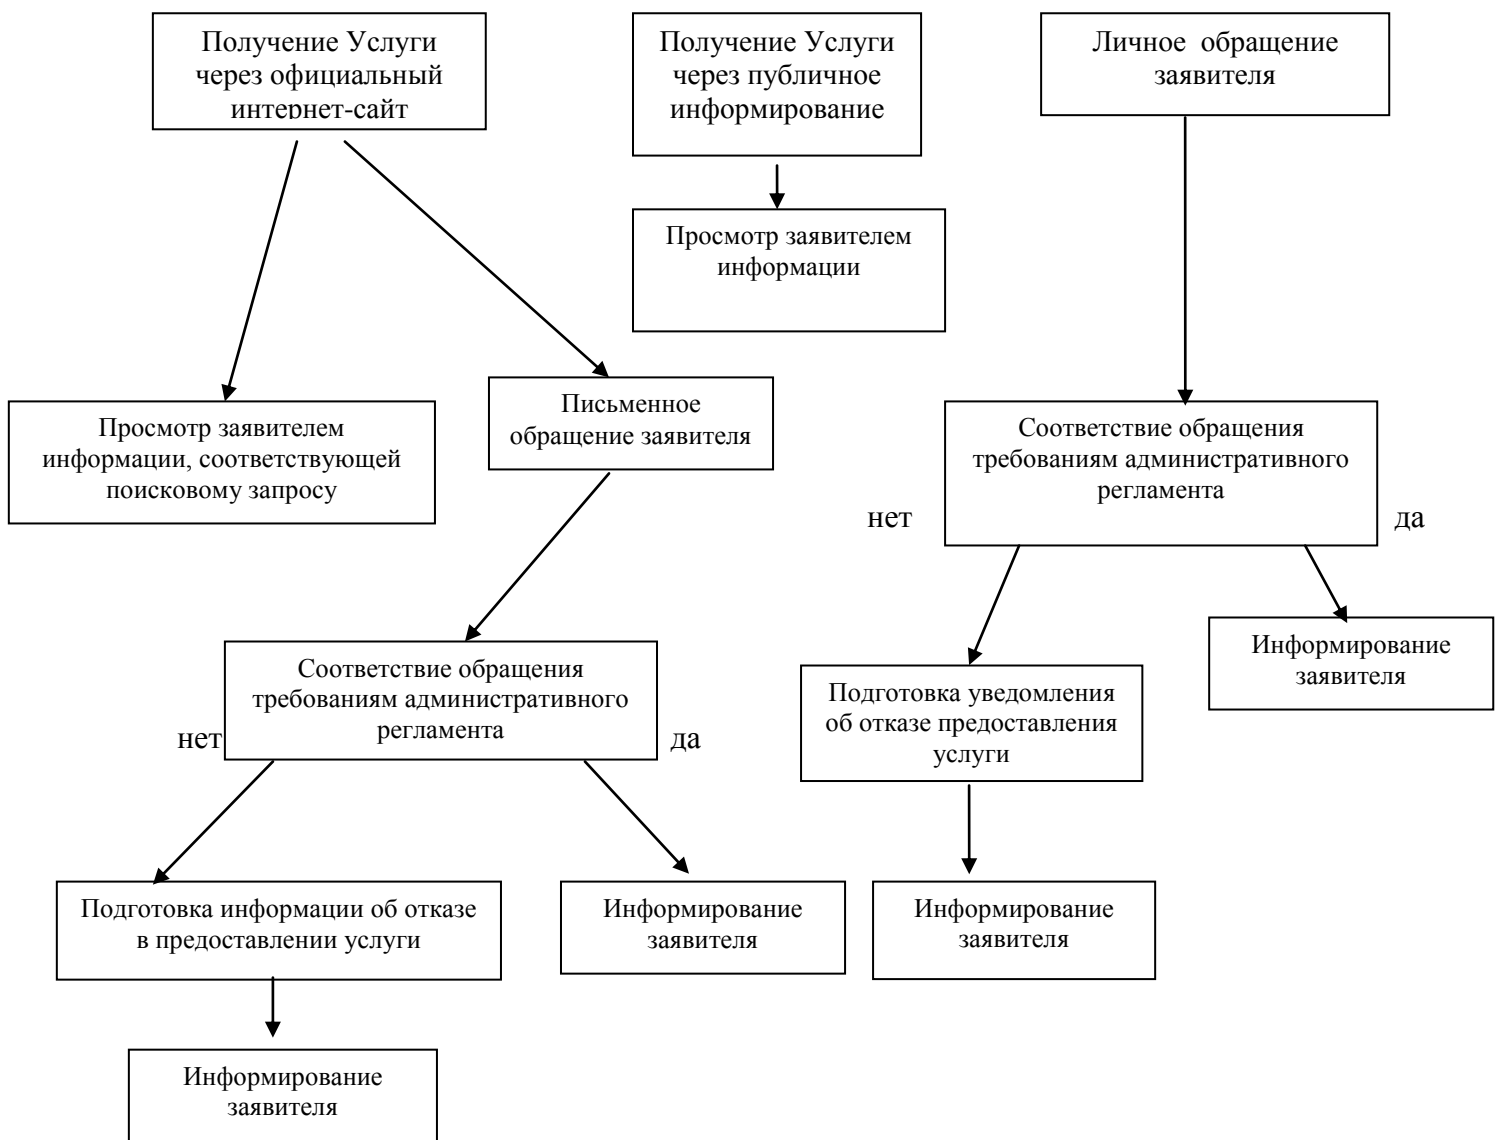 Получение Услуги
через официальный
интернет-сайт
Получение Услуги
через публичное
информирование
Личное обращение
заявителя
Просмотр заявителем
информации
Просмотр заявителем
информации, соответствующей
поисковому запросу
Письменное
обращение заявителя
Соответствие обращения
требованиям административного
регламента
нет
да
Соответствие обращения
требованиям административного
регламента
нет
да
Информирование
заявителя
Подготовка уведомления
об отказе предоставления
услуги
Подготовка информации об отказе
в предоставлении услуги
Информирование
заявителя
Информирование
заявителя
Информирование
заявителя